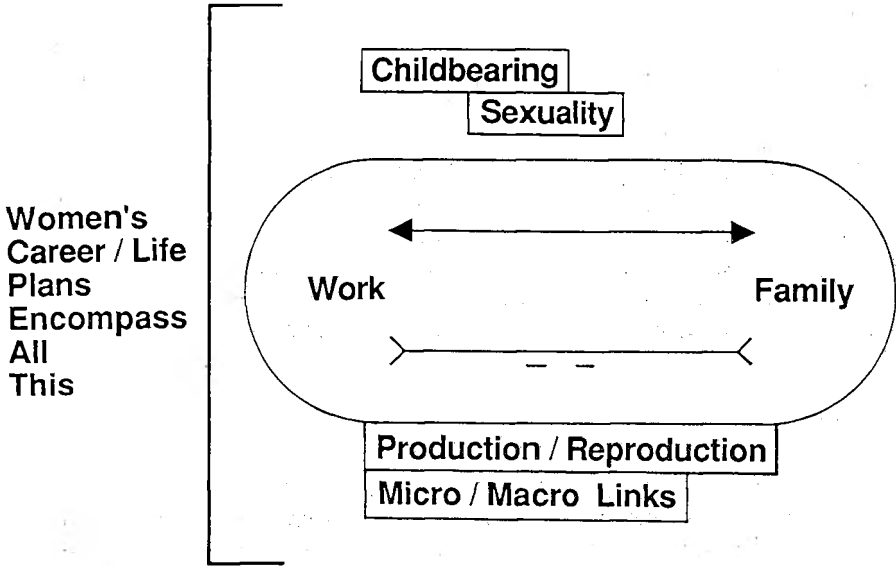 Childbearing
Sexuality
Women's
Career / Life
Plans
Encompass
All
This
Work
Family
Production / Reproduction
Micro / Macro Links